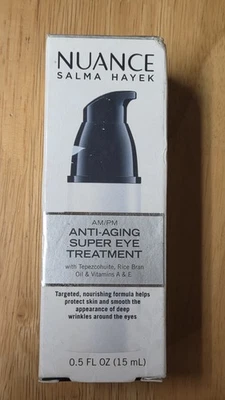 NUANCE
SALMA HAYEK
AM/PM
ANTI-AGING
SUPER EYE
TREATMENT
with Tepezcohuite, Rice Bran
Oil & Vitamins A & E
Targeted, nourishing formula helps
protect skin and smooth the
appearance of deep
wrinkles around the eyes
0.5 FL OZ (15 mL)